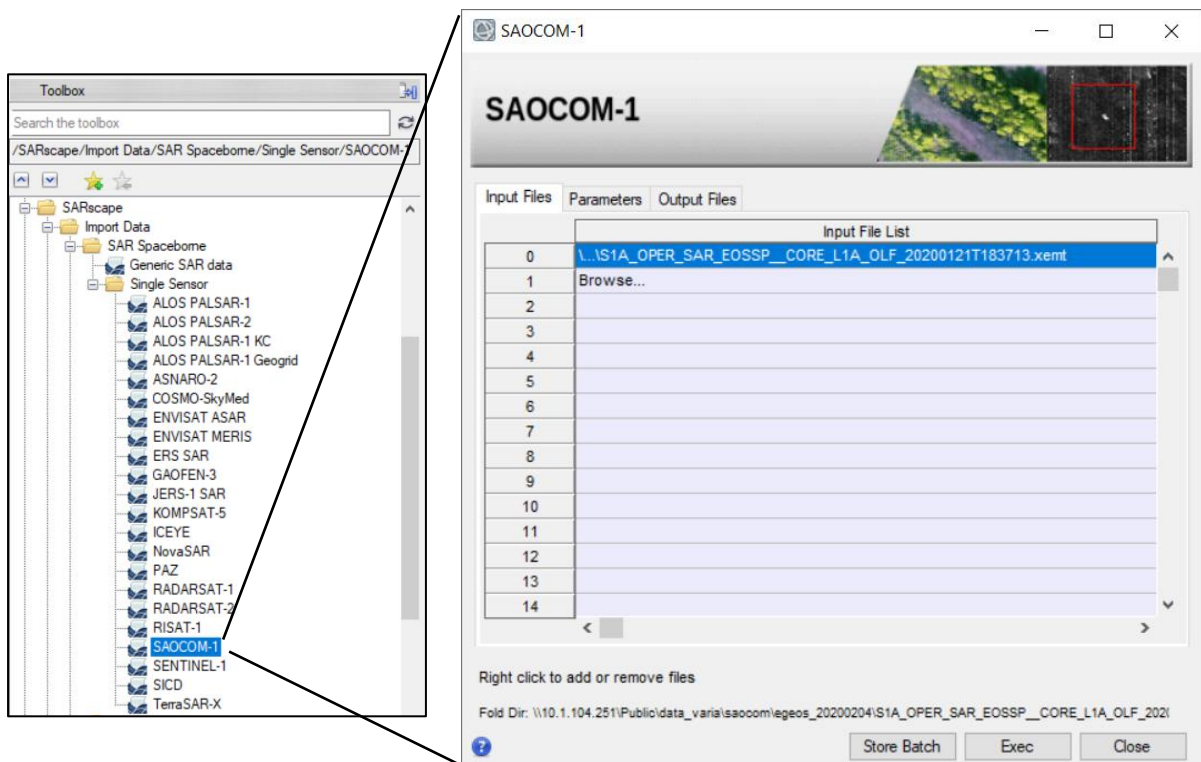 Toolbox
Search the toolbox
/SARscape/Import Data/SAR Spaceborne/Single Sensor/SAOCOM-1
SARscape
Import Data
SAR Spaceborne
Generic SAR data
Single Sensor
ALOS PALSAR-1
ALOS PALSAR-2
ALOS PALSAR-1 KC
ALOS PALSAR-1 Geogrid
ASNARO-2
COSMO-SkyMed
ENVISAT ASAR
ENVISAT MERIS
ERS SAR
GAOFEN-3
JERS-1 SAR
KOMPSAT-5
ICEYE
NovaSAR
PAZ
RADARSAT-1
RADARSAT-2
RISAT-1
SAOCOM-1
SENTINEL-1
SICD
TerraSAR-X
SAOCOM-1
SAOCOM-1
Input Files Parameters Output Files
Input File List
0 \...\S1A_OPER_SAR_EOSSP__CORE_L1A_OLF_20200121T183713.xemt
1 Browse...
2
3
4
5
6
7
8
9
10
11
12
13
14
Right click to add or remove files
Fold Dir: \\10.1.104.251\Public\data_varia\saocom\egeos_20200204\S1A_OPER_SAR_EOSSP__CORE_L1A_OLF_202(
Store Batch Exec Close